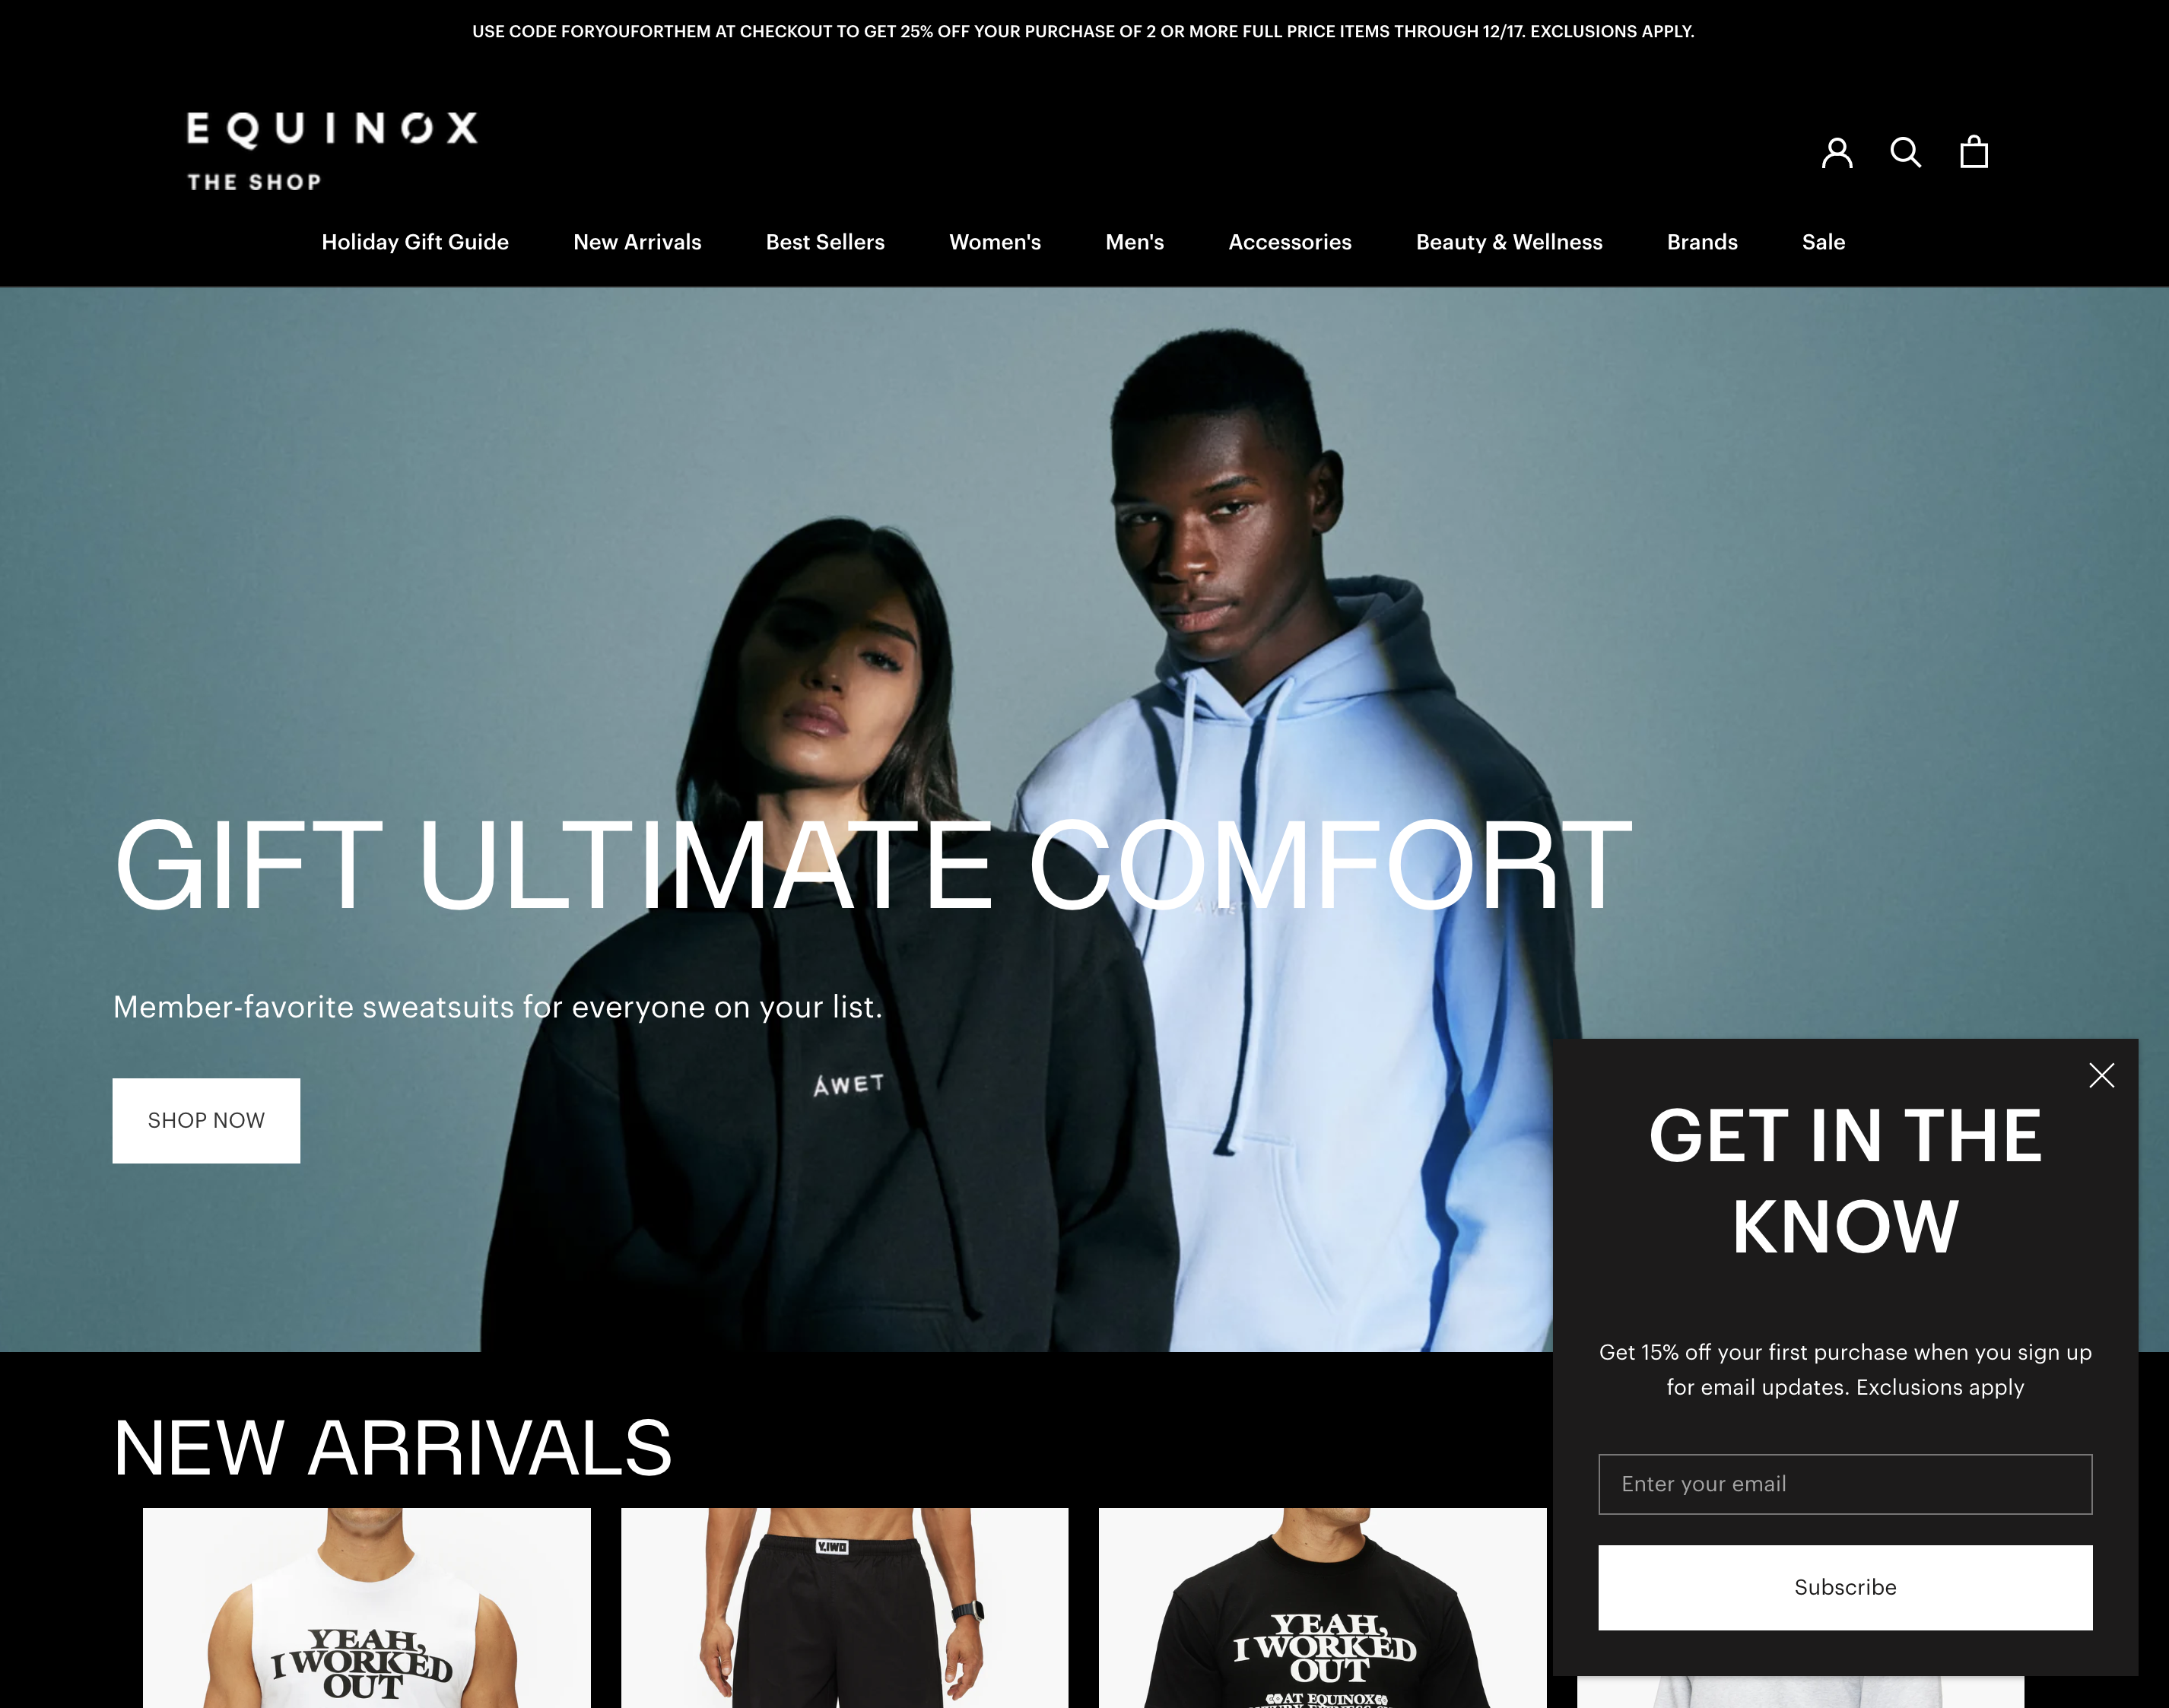 USE CODE FORYOUFORTHEM AT CHECKOUT TO GET 25% OFF YOUR PURCHASE OF 2 OR MORE FULL PRICE ITEMS THROUGH 12/17. EXCLUSIONS APPLY.
EQUINOX
THE SHOP
Holiday Gift Guide New Arrivals Best Sellers Women's Men's Accessories Beauty & Wellness Brands Sale
GIFT ULTIMATE COMFORT
Member-favorite sweatsuits for everyone on your list.
ÁWET
SHOP NOW
GET IN THE
KNOW
Get 15% off your first purchase when you sign up
for email updates. Exclusions apply
Enter your email
Subscribe
NEW ARRIVALS
YEAH,
I WORKED
OUT
Y.IWO
YEAH,
I WORKED
OUT
AT EQUINOX